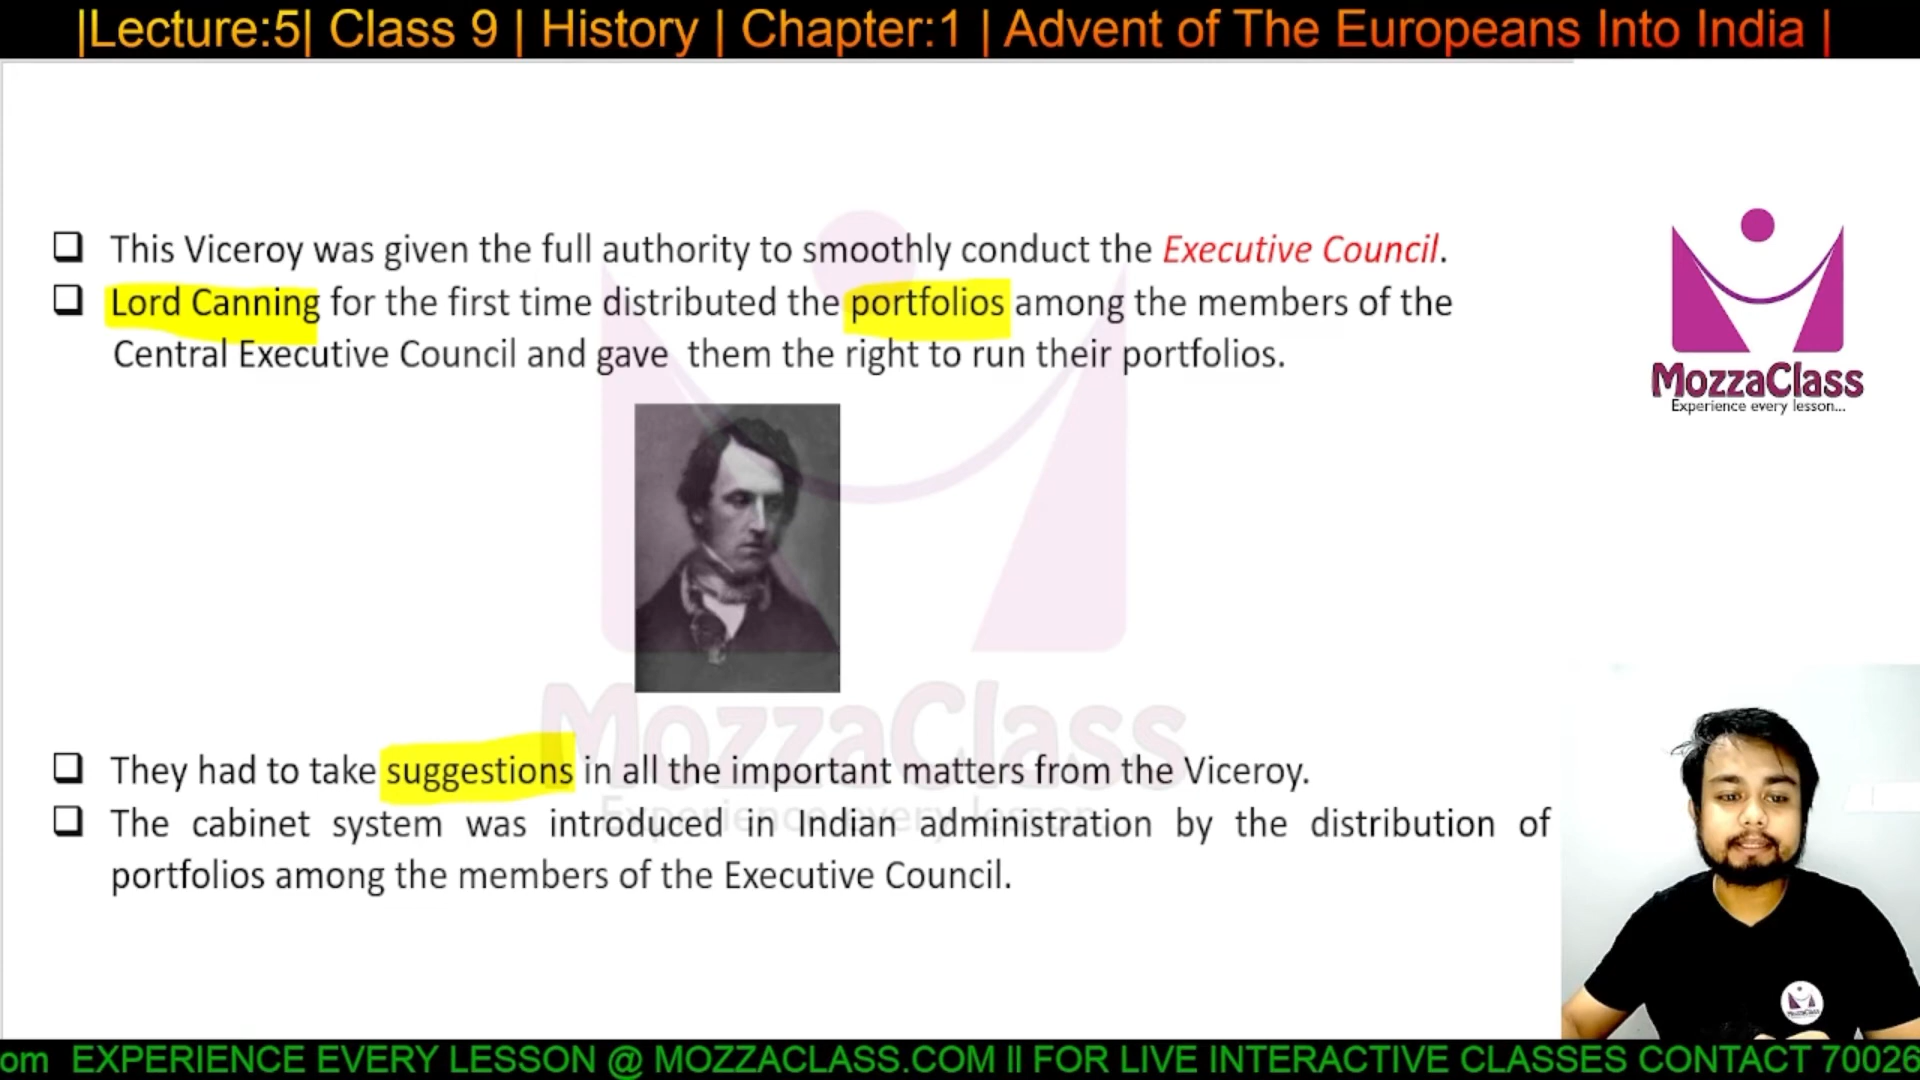 |Lecture:5| Class 9 | History | Chapter:1 | Advent of The Europeans Into India |
❑ This Viceroy was given the full authority to smoothly conduct the Executive Council.
❑ Lord Canning for the first time distributed the portfolios among the members of the
Central Executive Council and gave them the right to run their portfolios.
MozzaClass
Experience every lesson...
MozzaClass
Experience every lesson
❑ They had to take suggestions in all the important matters from the Viceroy.
❑ The cabinet system was introduced in Indian administration by the distribution of
portfolios among the members of the Executive Council.
MozzaClass
om EXPERIENCE EVERY LESSON @ MOZZACLASS.COM II FOR LIVE INTERACTIVE CLASSES CONTACT 70026